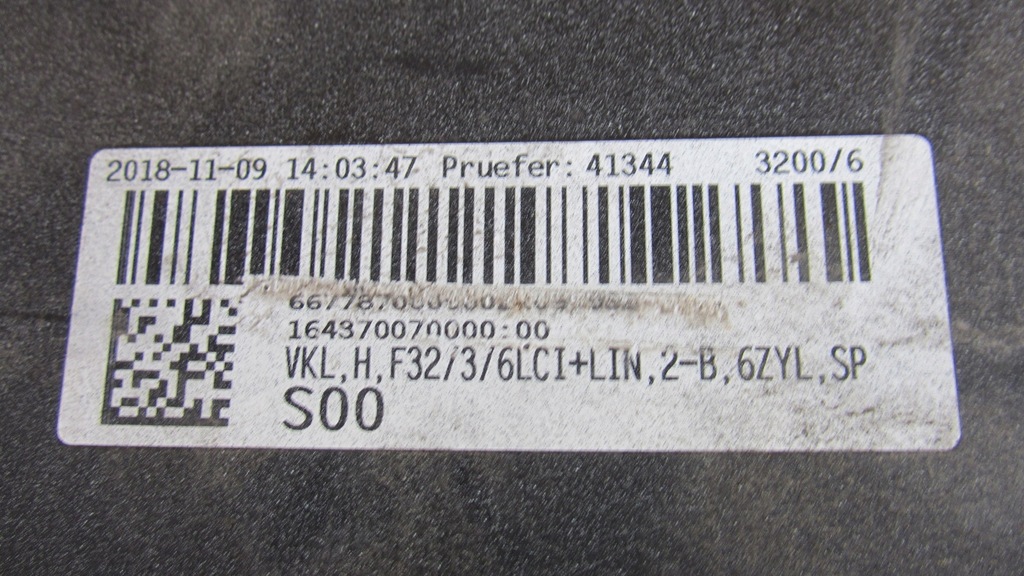 2018-11-09 14:03:47 Pruefer: 41344 3200/6
164370070000:00
VKL,H,F32/3/6LCI+LIN,2-B,6ZYL,SP
S00